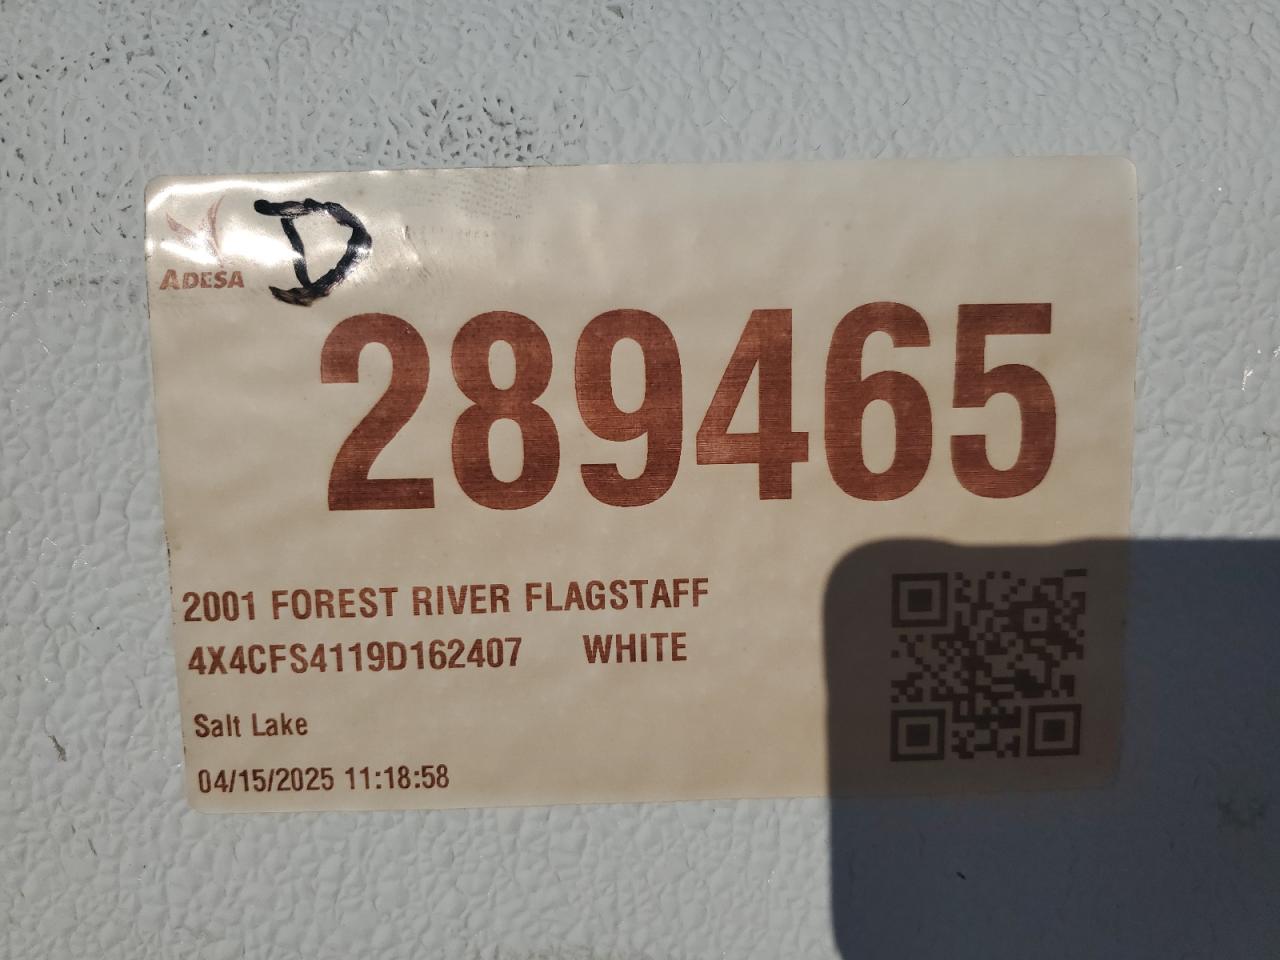 ADESA
D
289465
2001 FOREST RIVER FLAGSTAFF
4X4CFS4119D162407 WHITE
Salt Lake
04/15/2025 11:18:58